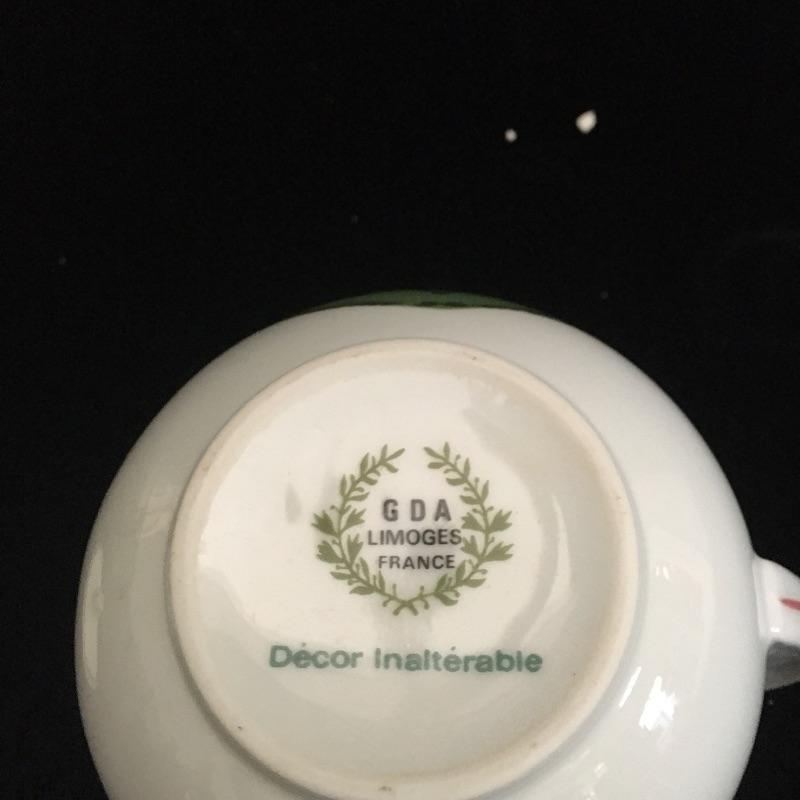 G D A
LIMOGES
FRANCE
Décor Inaltérable